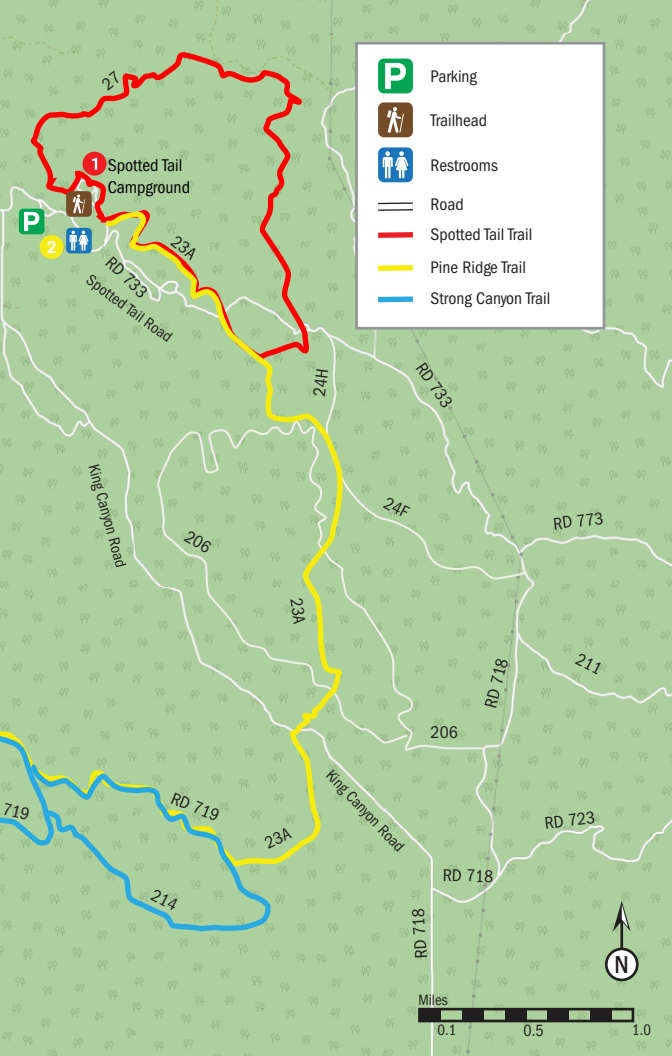 27
P
Parking
Trailhead
Restrooms
Road
Spotted Tail Trail
Pine Ridge Trail
Strong Canyon Trail
1
Spotted Tail
Campground
P
2
23A
RD 733
Spotted Tail Road
24H
RD 733
King Canyon Road
206
24F
RD 773
23A
211
RD 718
206
719
RD 719
King Canyon Road
23A
RD 723
214
RD 718
RD 718
N
Miles
0.1
0.5
1.0